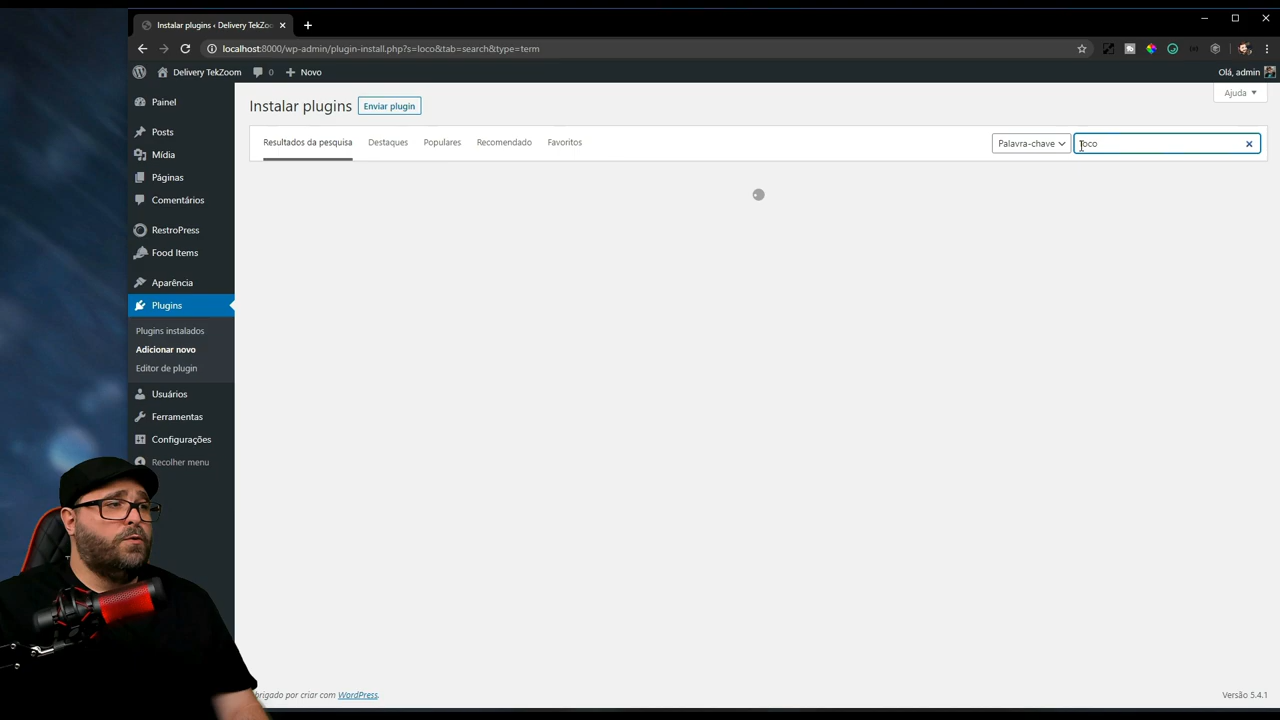 Instalar plugins ‹ Delivery TekZoo
localhost:8000/wp-admin/plugin-install.php?s=loco&tab=search&type=term
Delivery TekZoom
0
Novo
Olá, admin
Ajuda
Painel
Posts
Mídia
Páginas
Comentários
RestroPress
Food Items
Aparência
Plugins
Plugins instalados
Adicionar novo
Editor de plugin
Usuários
Ferramentas
Configurações
Recolher menu
Instalar plugins
Enviar plugin
Resultados da pesquisa
Destaques
Populares
Recomendado
Favoritos
Palavra-chave
loco
criar com WordPress.
Versão 5.4.1